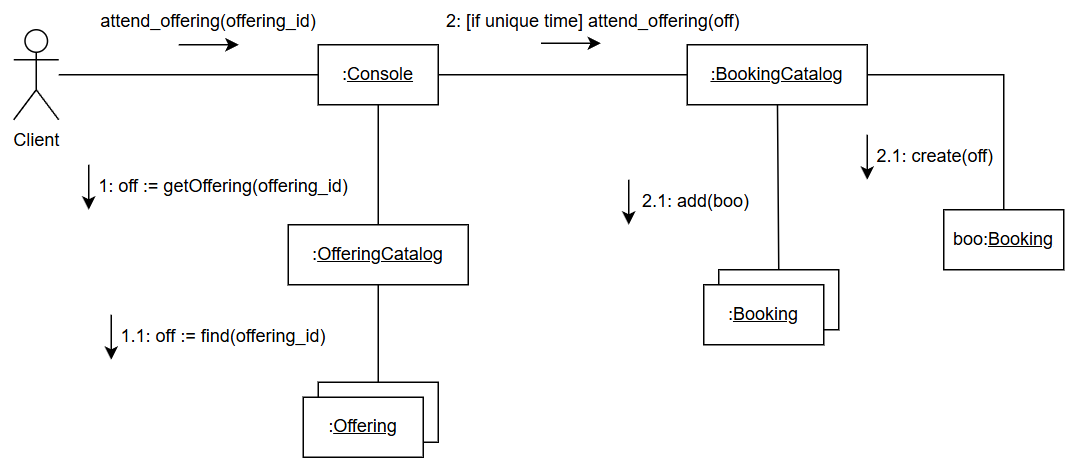 attend_offering(offering_id)
2: [if unique time] attend_offering(off)
:Console
:BookingCatalog
Client
2.1: create(off)
1: off := getOffering(offering_id)
2.1: add(boo)
:OfferingCatalog
boo:Booking
:Booking
1.1: off := find(offering_id)
:Offering